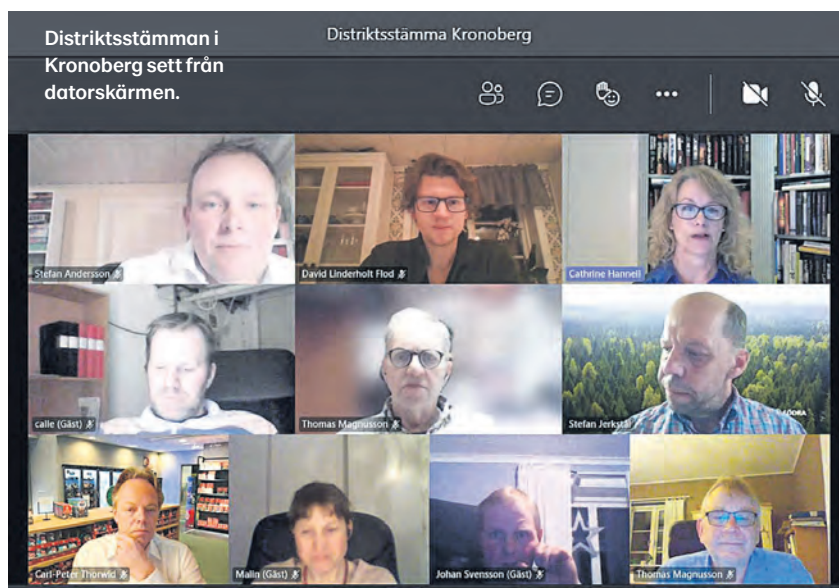 Distriktsstämman i
Kronoberg sett från
datorskärmen.
Distriktsstämma Kronoberg
Stefan Andersson
David Linderholt Flod
Cathrine Hannell
calle (Gäst)
Thomas Magnusson
Stefan Jerkstål
SÖDRA
Carl-Peter Thorwid
Malin (Gäst)
Johan Svensson (Gäst)
Thomas Magnusson